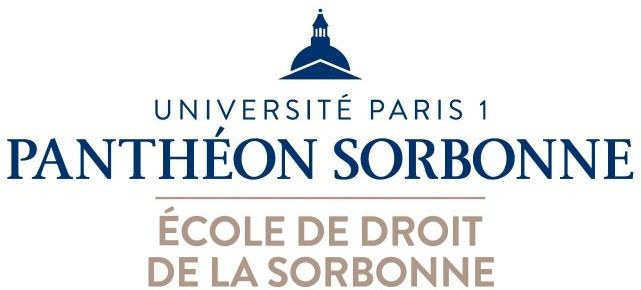 UNIVERSITÉ PARIS 1
PANTHÉON SORBONNE
ÉCOLE DE DROIT
DE LA SORBONNE